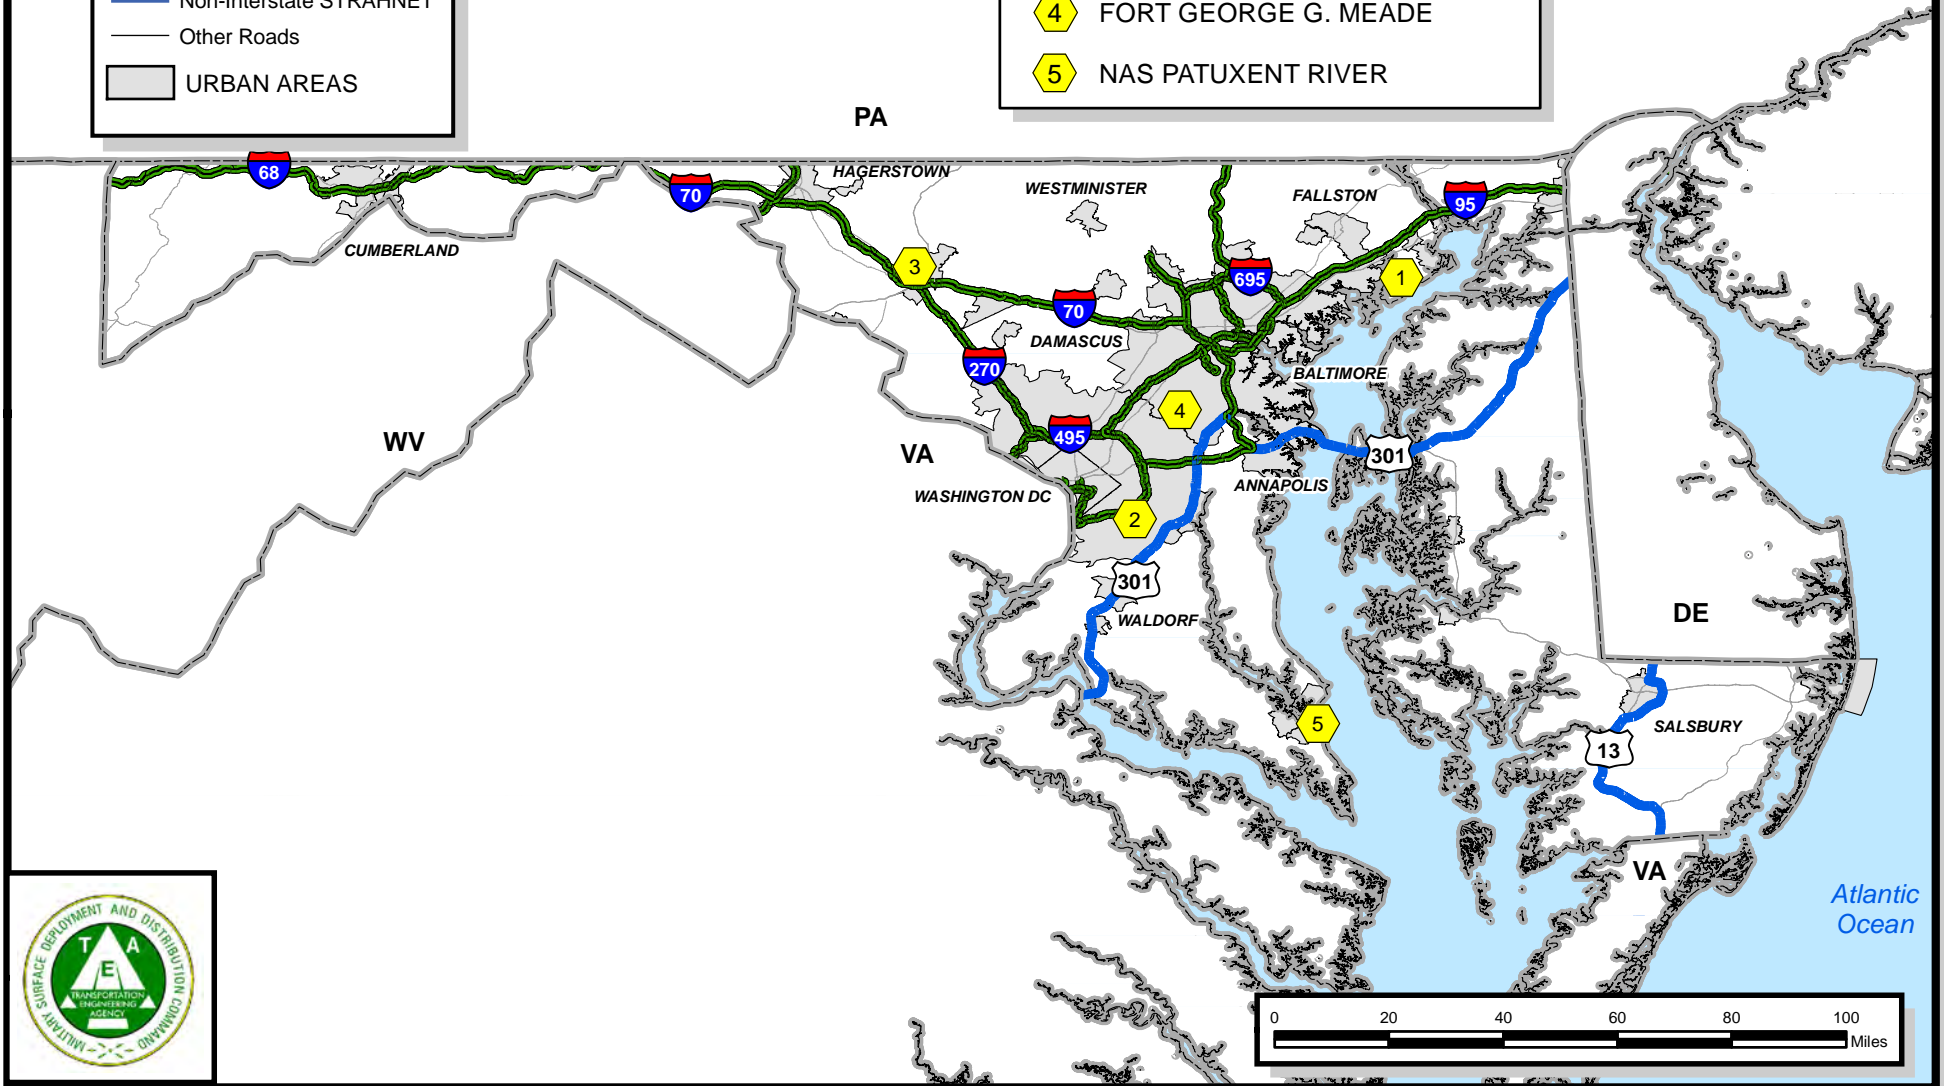 Non-Interstate STRAHNET
Other Roads
URBAN AREAS
4 FORT GEORGE G. MEADE
5 NAS PATUXENT RIVER
PA
68
70
HAGERSTOWN
WESTMINISTER
FALLSTON
95
CUMBERLAND
3
695
1
70
DAMASCUS
270
BALTIMORE
4
495
WV
VA
301
WASHINGTON DC
ANNAPOLIS
2
301
WALDORF
DE
5
SALSBURY
13
VA
Atlantic
Ocean
MILITARY SURFACE DEPLOYMENT AND DISTRIBUTION COMMAND
T E A
TRANSPORTATION
ENGINEERING
AGENCY
0 20 40 60 80 100
Miles